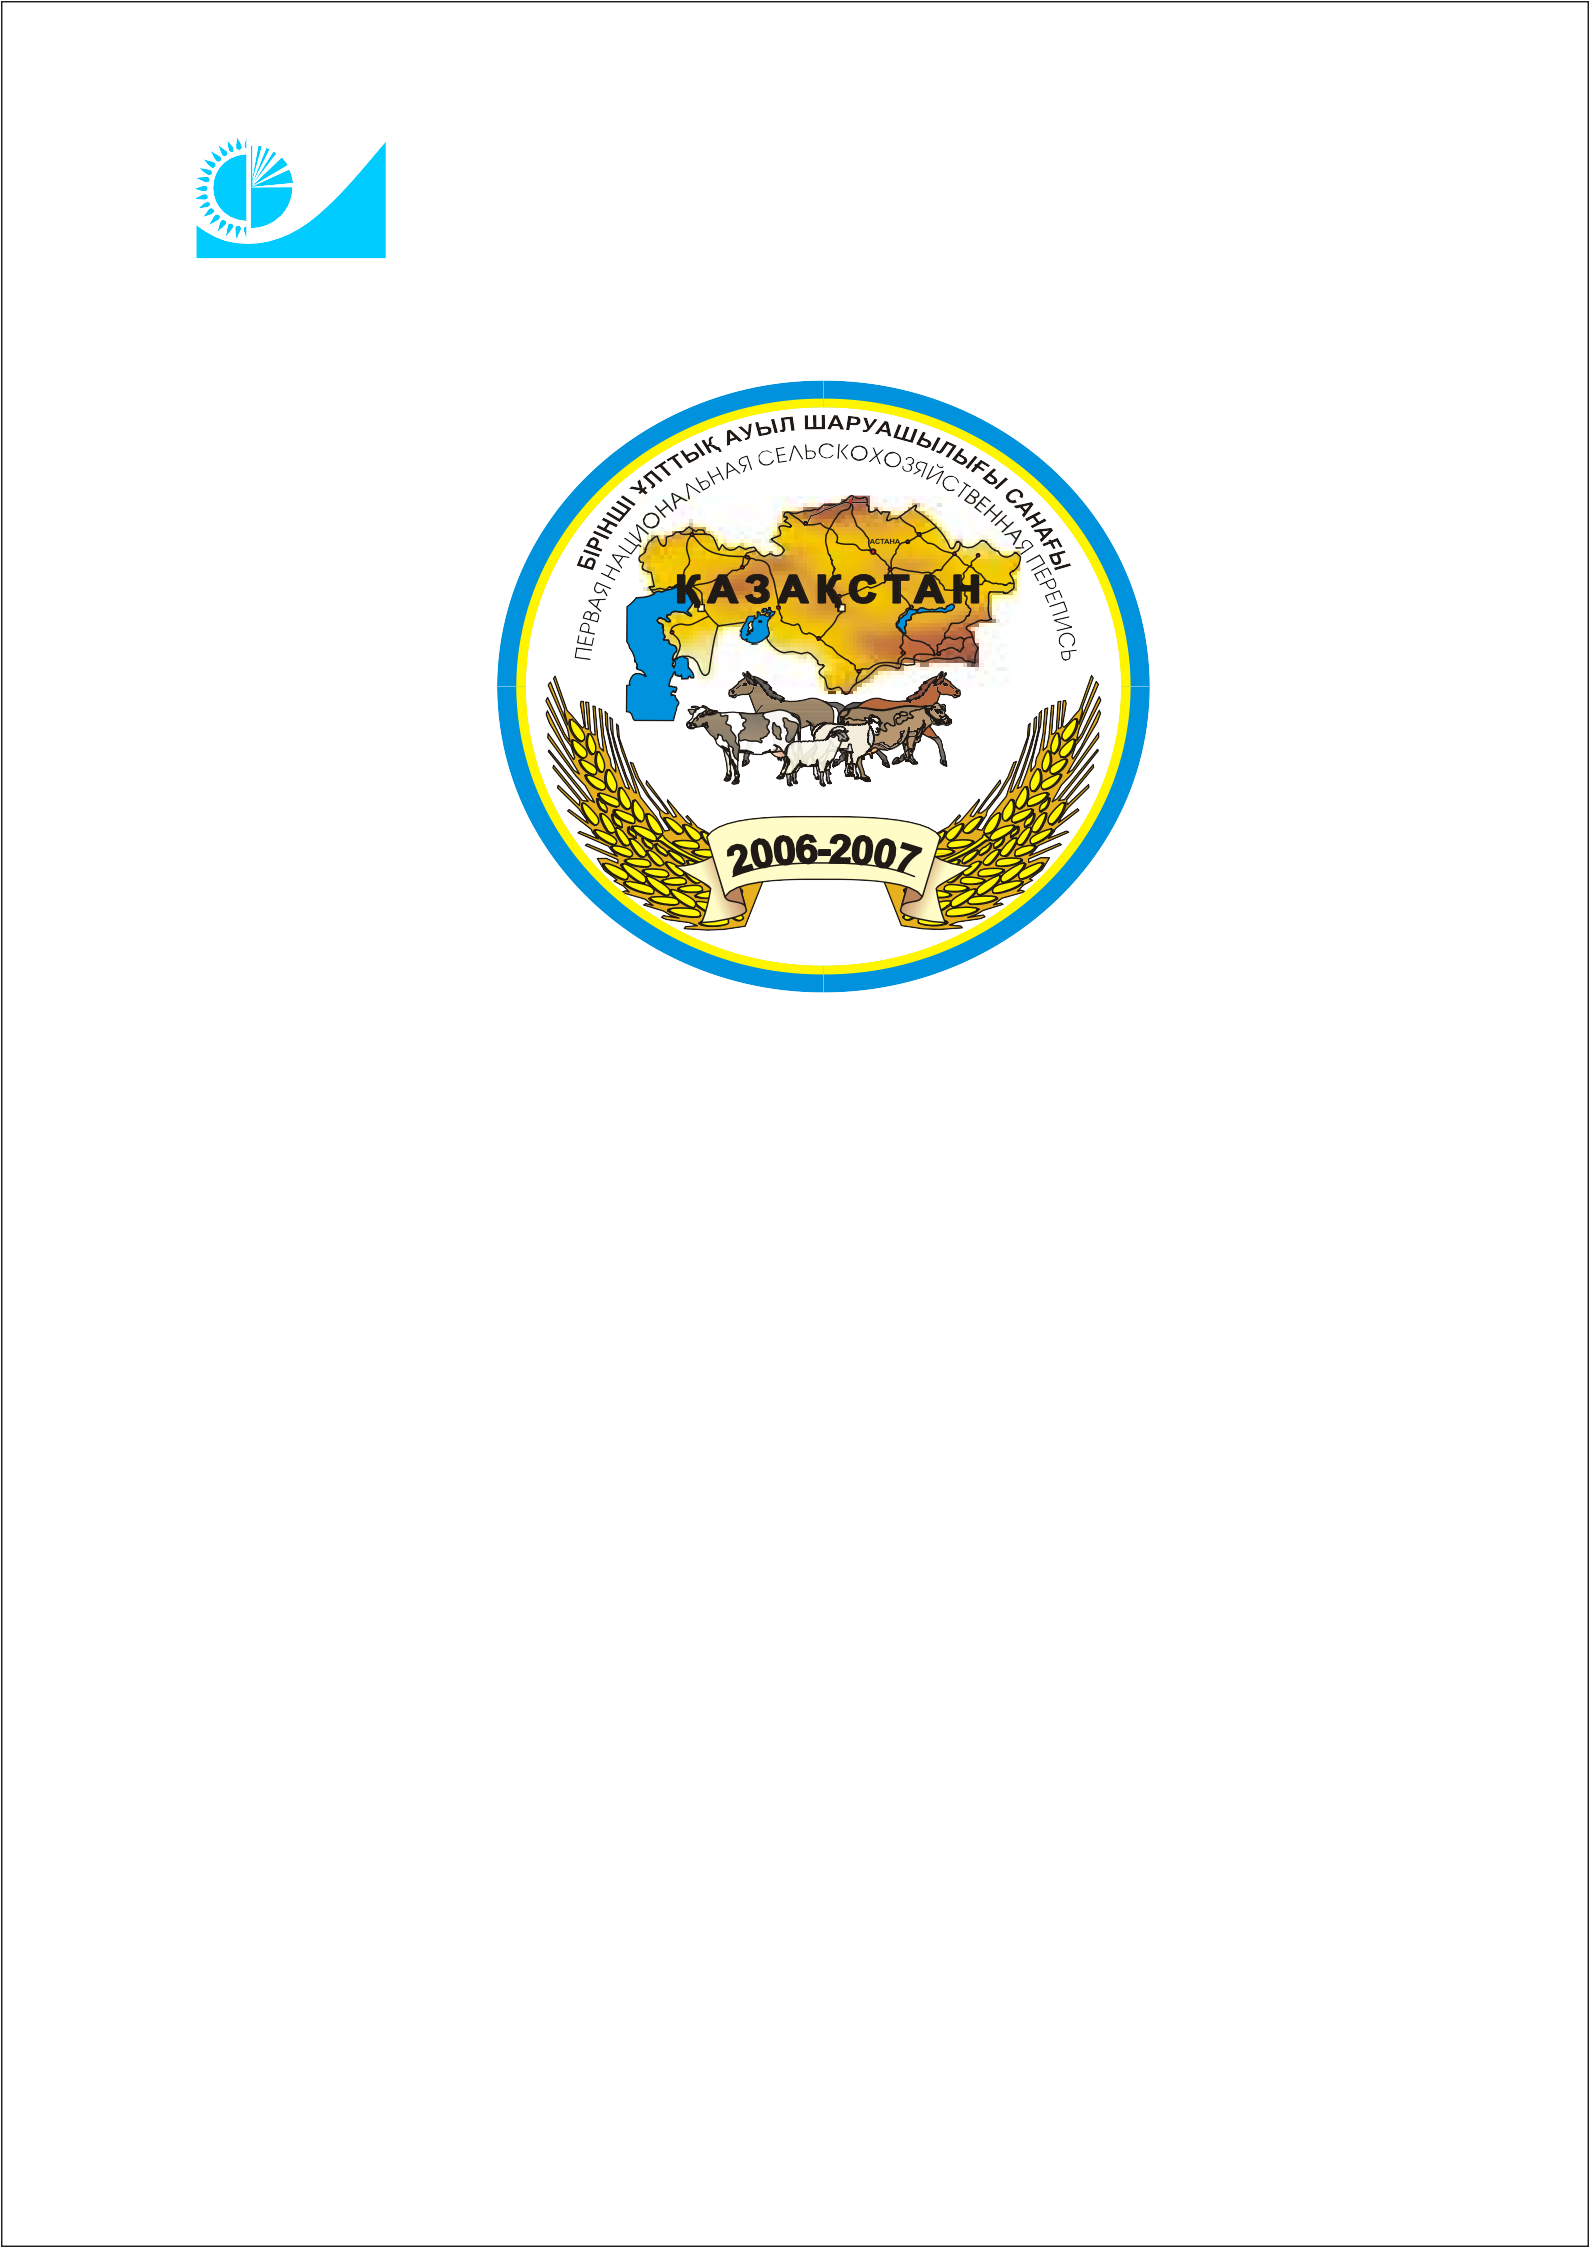 БІРІНШІ ҰЛТТЫҚ АУЫЛ ШАРУАШЫЛЫҒЫ САНАҒЫ
ПЕРВАЯ НАЦИОНАЛЬНАЯ СЕЛЬСКОХОЗЯЙСТВЕННАЯ ПЕРЕПИСЬ
АСТАНА
ҚАЗАҚСТАН
2006-2007